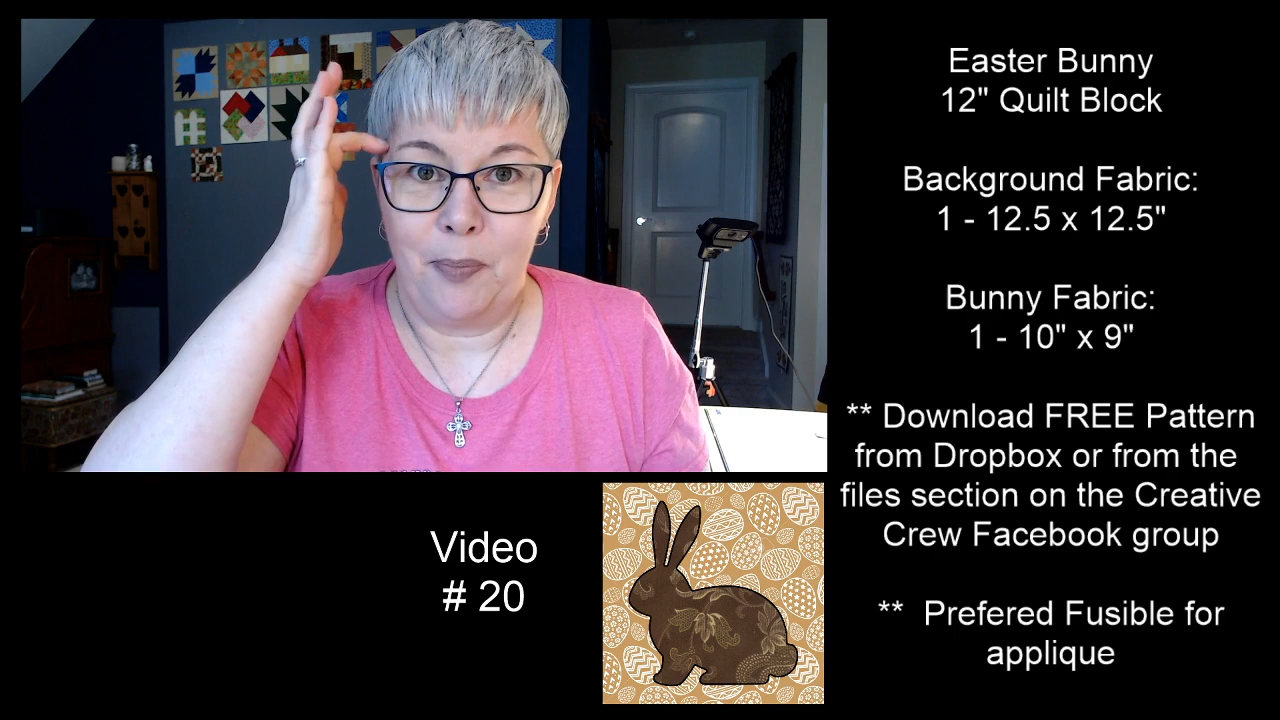 Easter Bunny
12" Quilt Block
Background Fabric:
1 - 12.5 x 12.5"
Bunny Fabric:
1 - 10" x 9"
** Download FREE Pattern
from Dropbox or from the
files section on the Creative
Crew Facebook group
** Prefered Fusible for
applique
Video
# 20